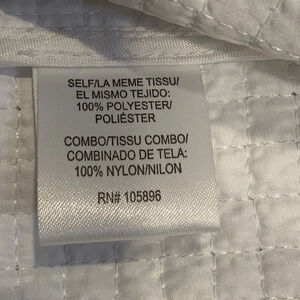 SELF/LA MEME TISSU/
EL MISMO TEJIDO:
100% POLYESTER/
POLIÉSTER
COMBO/TISSU COMBO/
COMBINADO DE TELA:
100% NYLON/NILON
RN# 105896